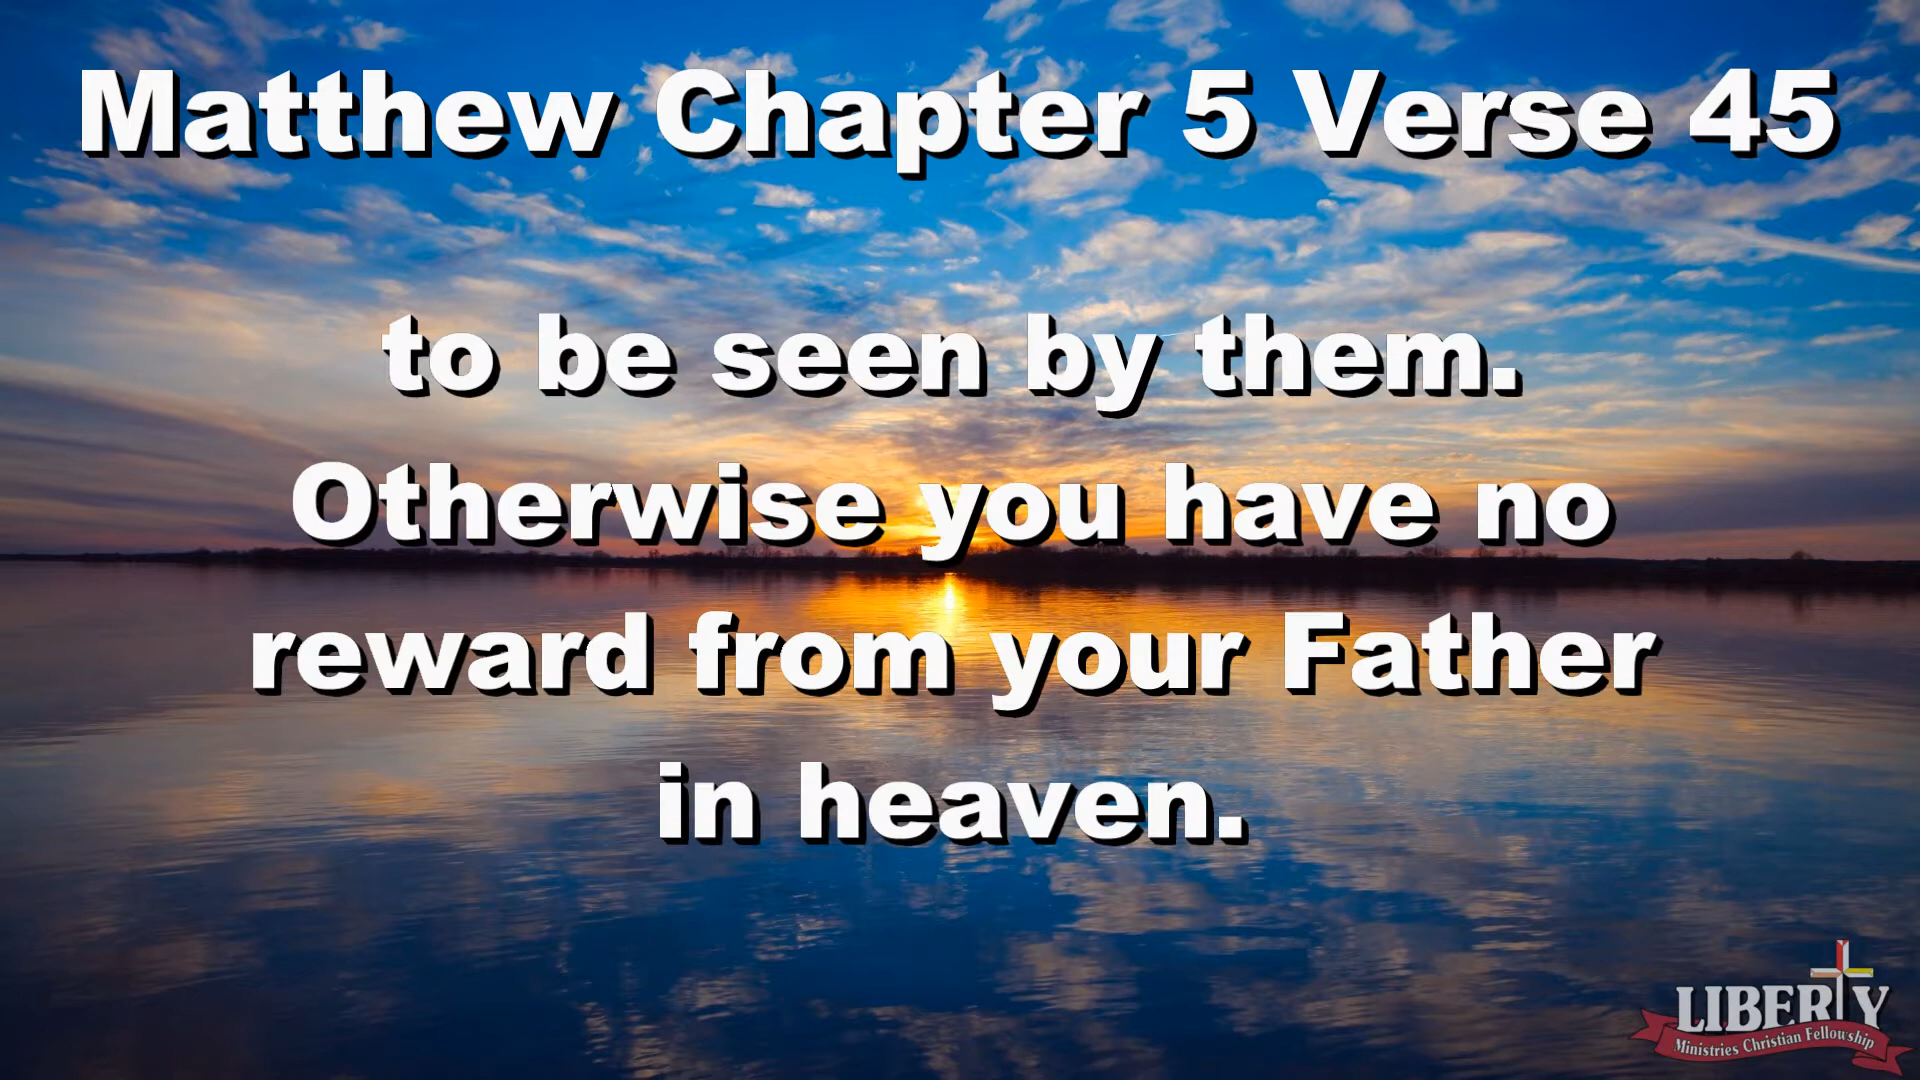 Matthew Chapter 5 Verse 45
to be seen by them.
Otherwise you have no
reward from your Father
in heaven.
LIBERTY
Ministries Christian Fellowship